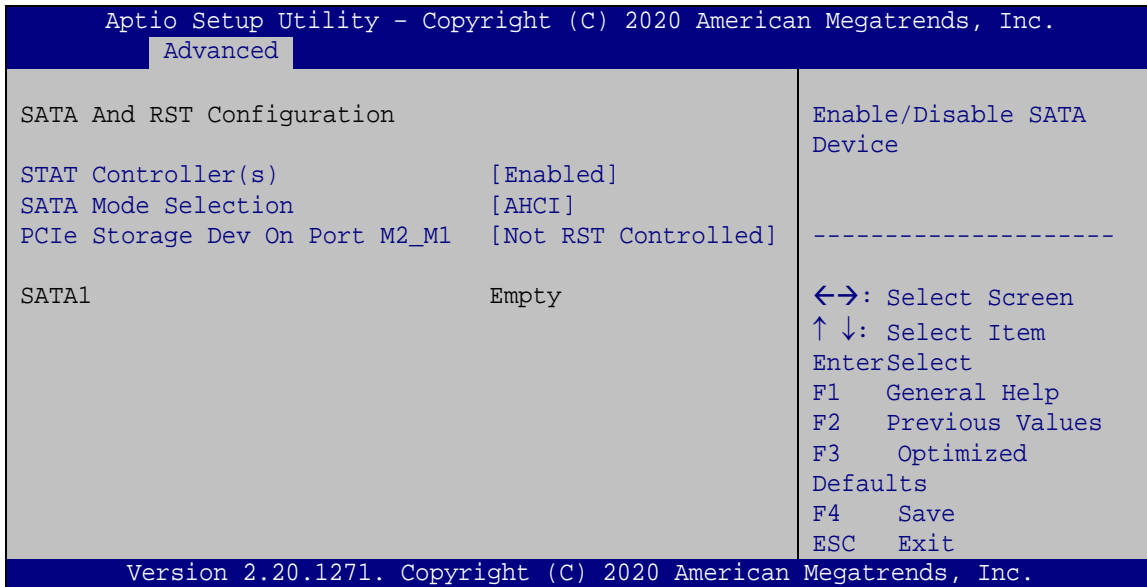 Aptio Setup Utility – Copyright (C) 2020 American Megatrends, Inc.
Advanced
SATA And RST Configuration
STAT Controller(s) [Enabled]
SATA Mode Selection [AHCI]
PCIe Storage Dev On Port M2_M1 [Not RST Controlled]
SATA1 Empty
Enable/Disable SATA
Device
---------------------
←→: Select Screen
↑ ↓: Select Item
EnterSelect
F1 General Help
F2 Previous Values
F3 Optimized
Defaults
F4 Save
ESC Exit
Version 2.20.1271. Copyright (C) 2020 American Megatrends, Inc.